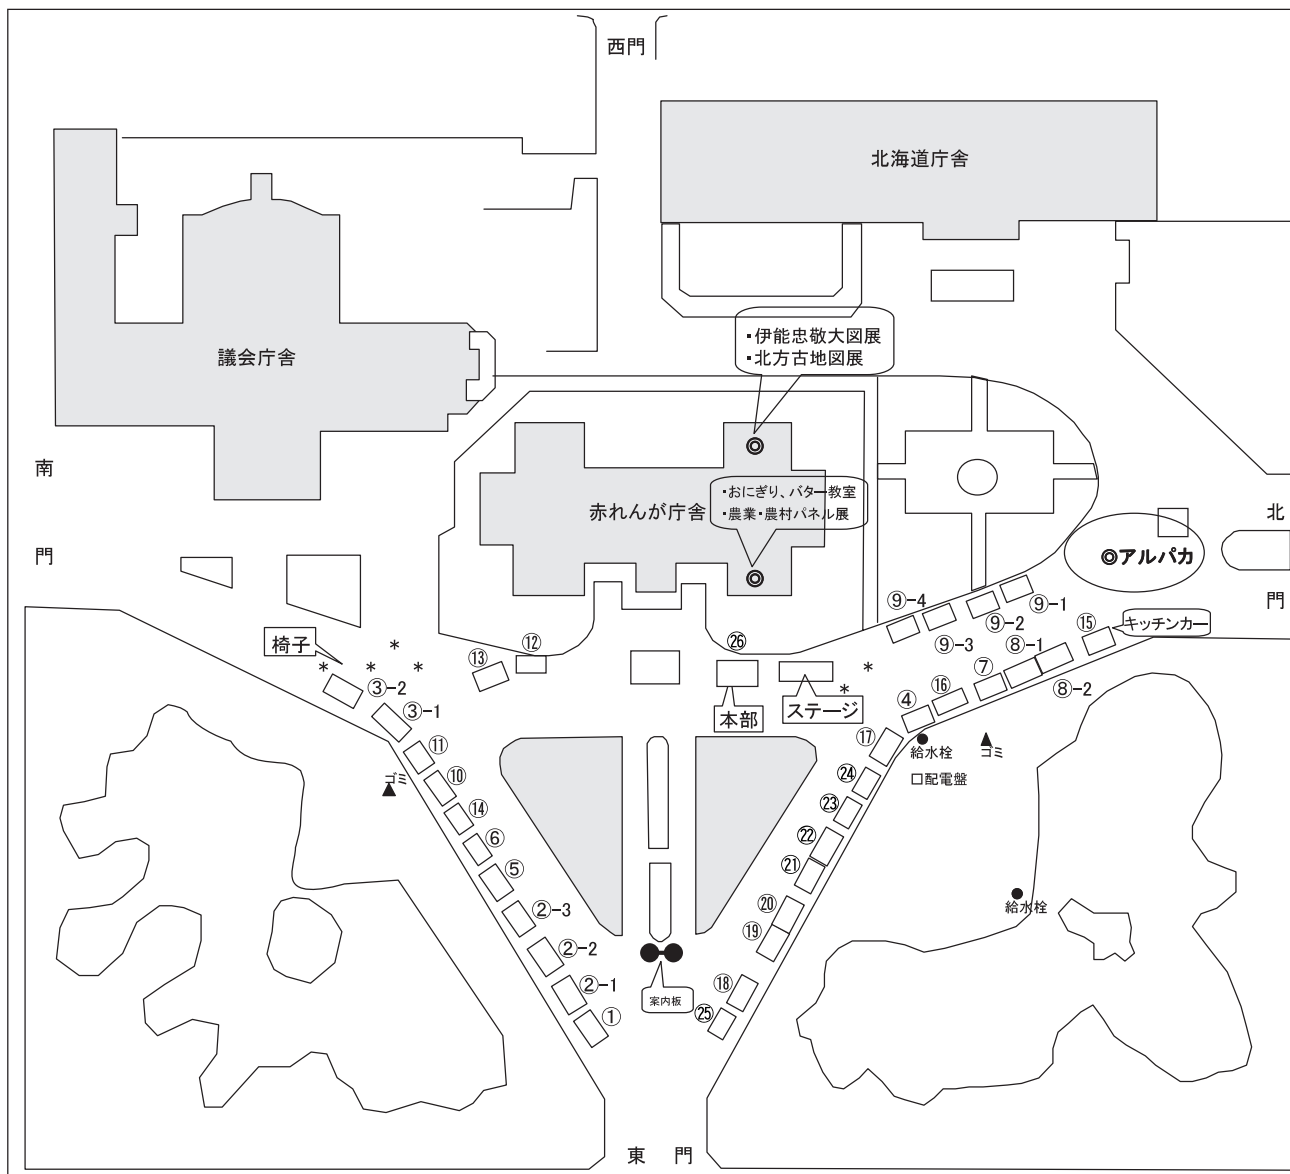 西門
北海道庁舎
・伊能忠敬大図展
・北方古地図展
議会庁舎
南
門
赤れんが庁舎
・おにぎり、バター教室
・農業・農村パネル展
北
門
◎アルパカ
⑨-4
⑨-1
⑨-2
⑨-3
⑮
キッチンカー
椅子
⑫
⑬
㉖
⑧-1
⑦
⑧-2
⑯
④
③-2
③-1
本部
ステージ
⑰
給水栓
ゴミ
配電盤
⑪
ゴミ
⑩
⑭
⑥
⑤
②-3
②-2
②-1
①
㉔
㉓
㉒
㉑
⑳
⑲
⑱
㉕
給水栓
案内板
東 門